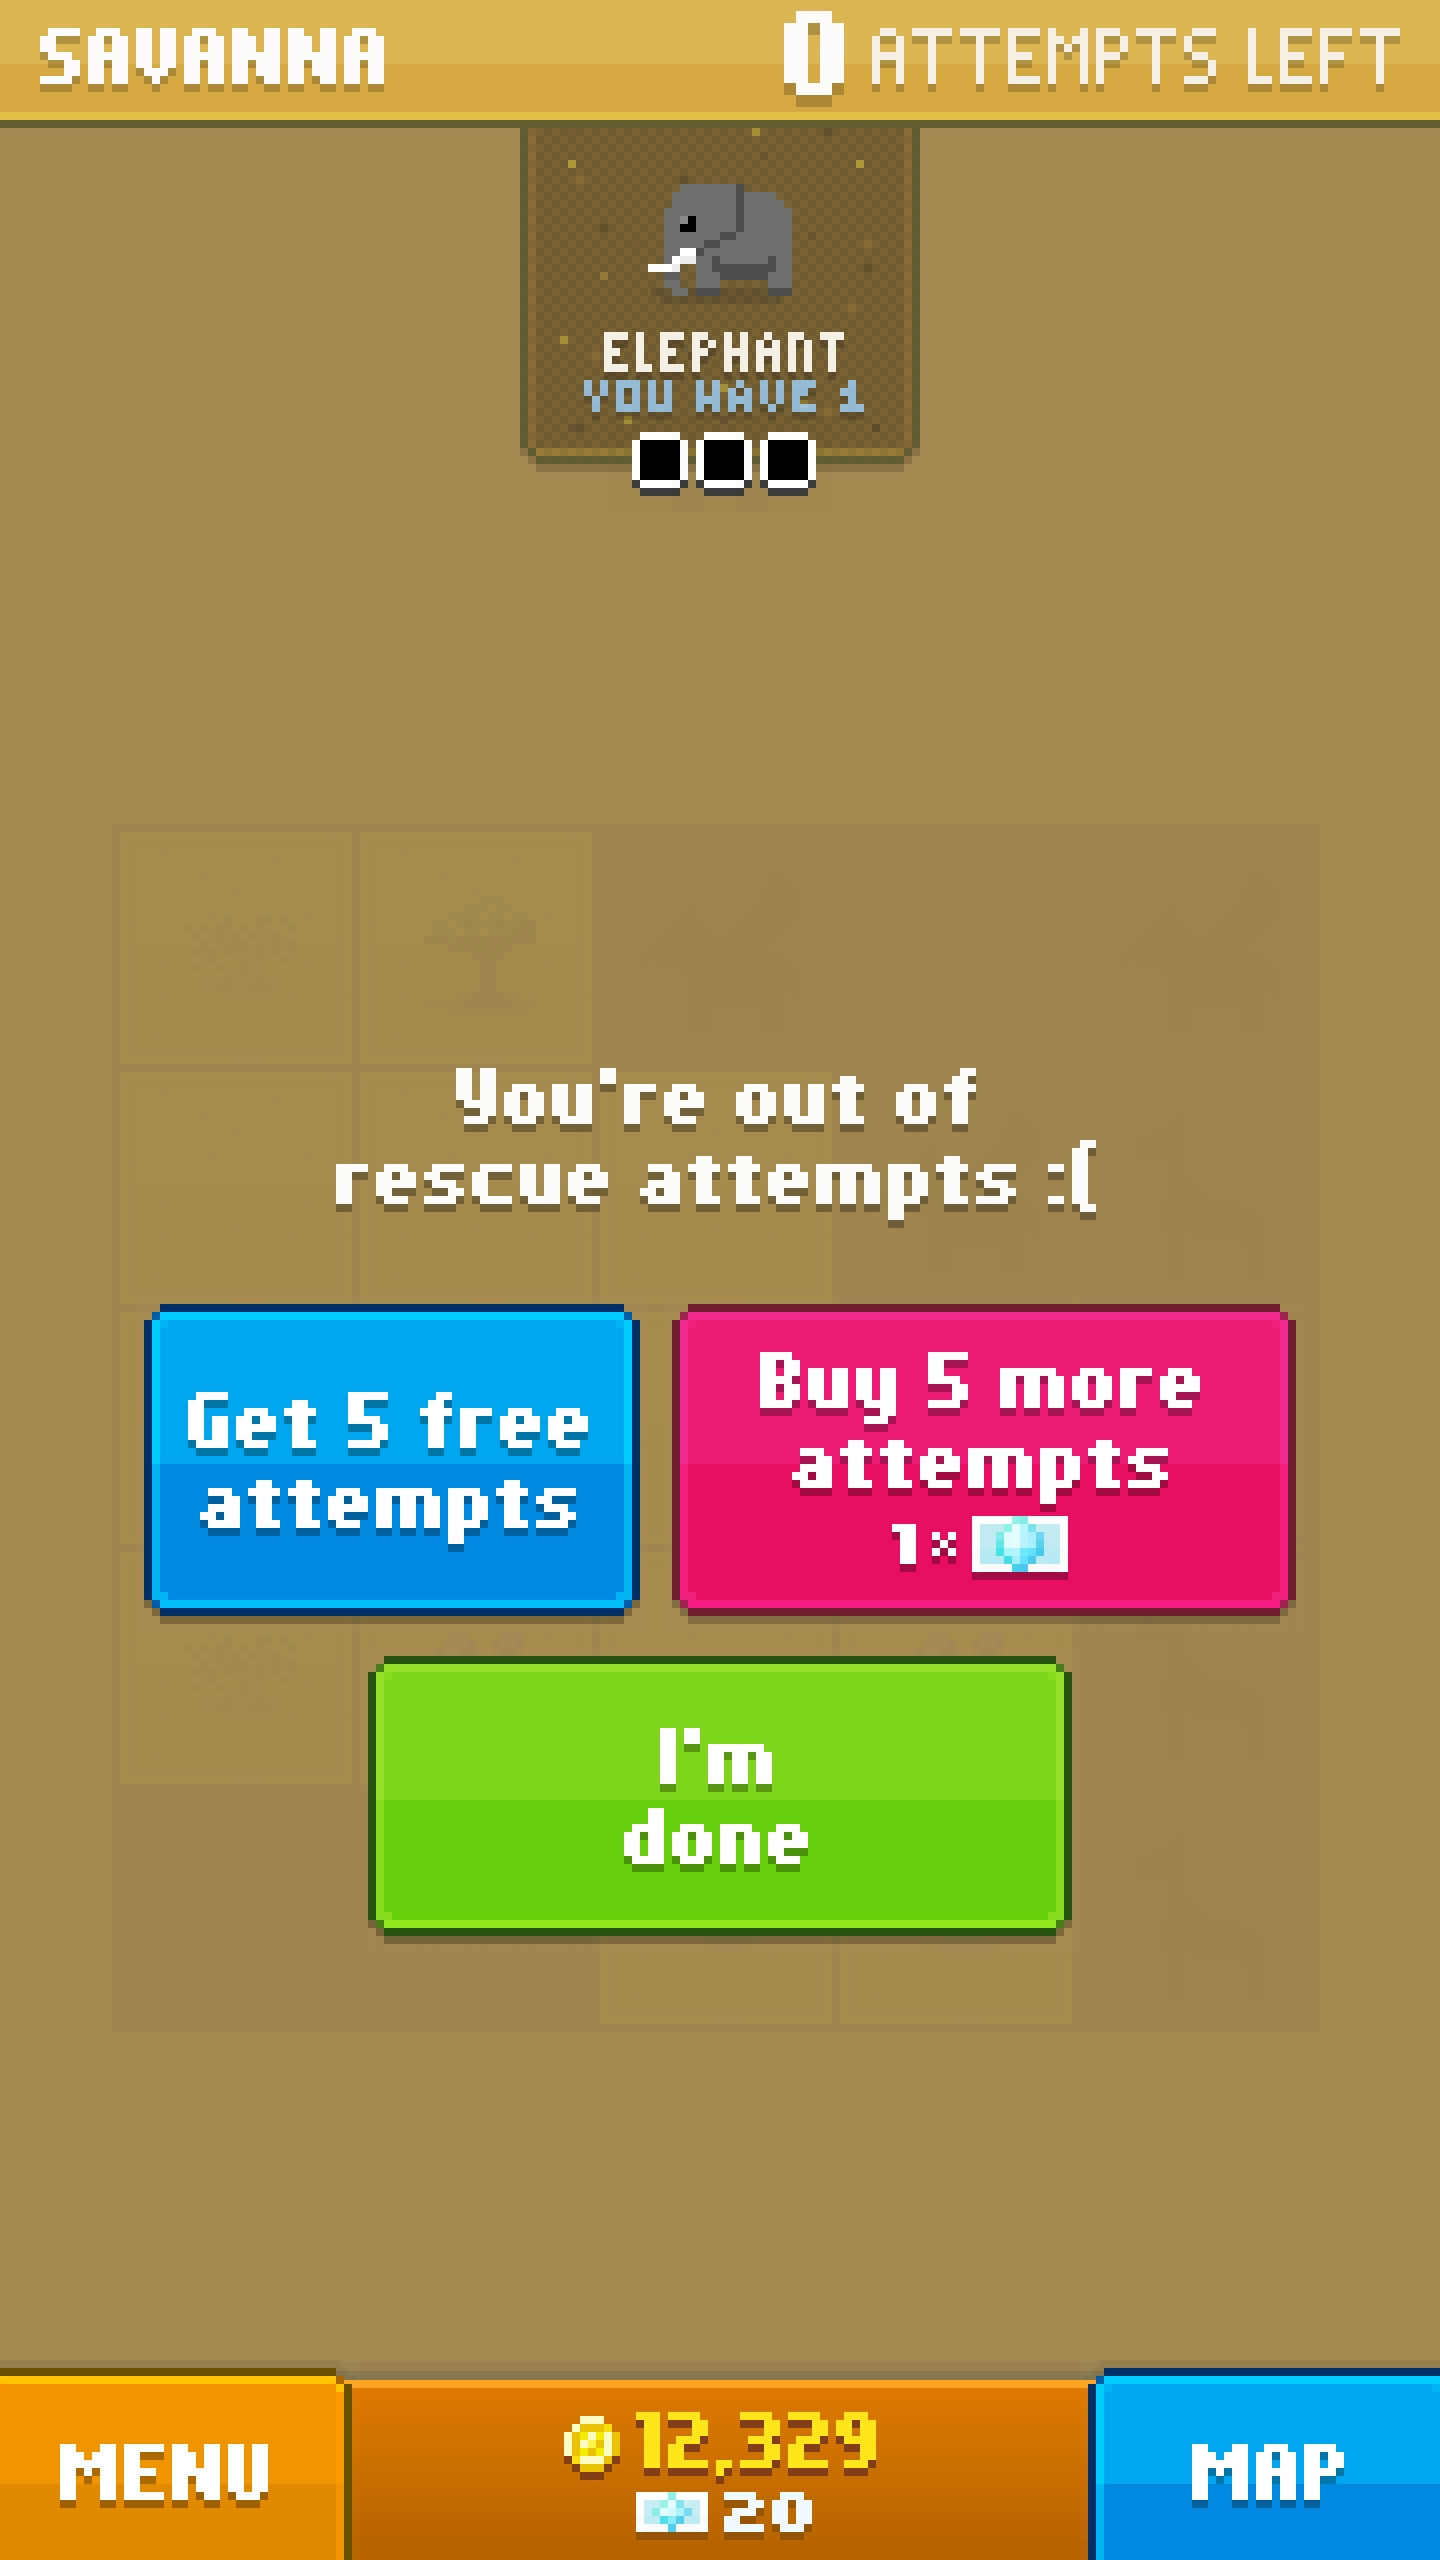 SAVANNA
0 ATTEMPTS LEFT
ELEPHANT
YOU HAVE 1
You're out of
rescue attempts :(
Get 5 free
attempts
Buy 5 more
attempts
1×
I'm
done
MENU
12,329
20
MAP